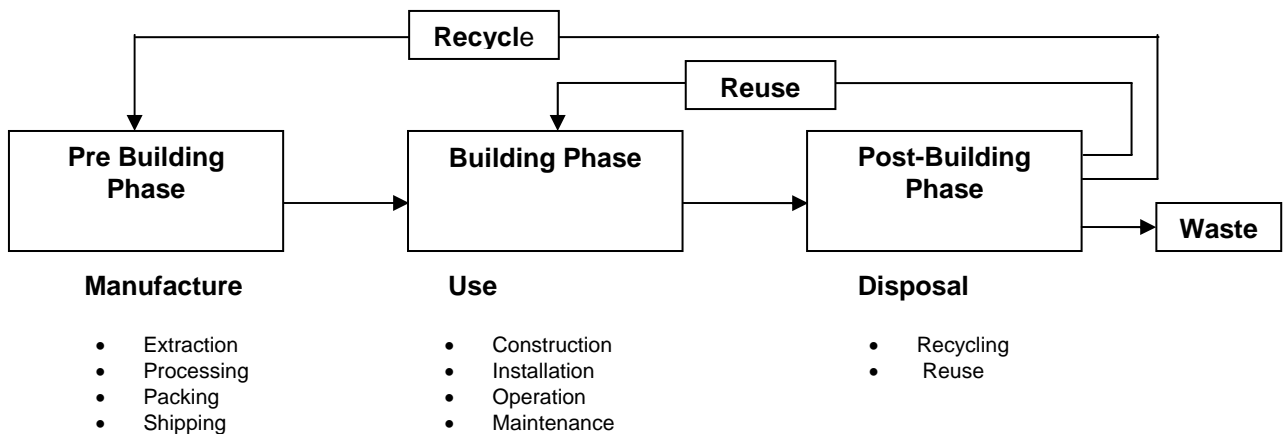 Recycle
Reuse
Pre Building
Phase
Building Phase
Post-Building
Phase
Waste
Manufacture
• Extraction
• Processing
• Packing
• Shipping
Use
• Construction
• Installation
• Operation
• Maintenance
Disposal
• Recycling
• Reuse